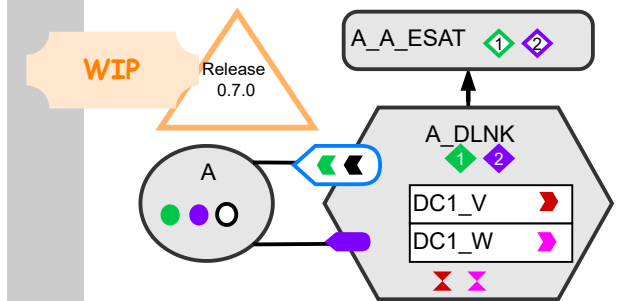 WIP
Release
0.7.0
A_A_ESAT 1 2
A
A_DLNK
1 2
DC1_V
DC1_W